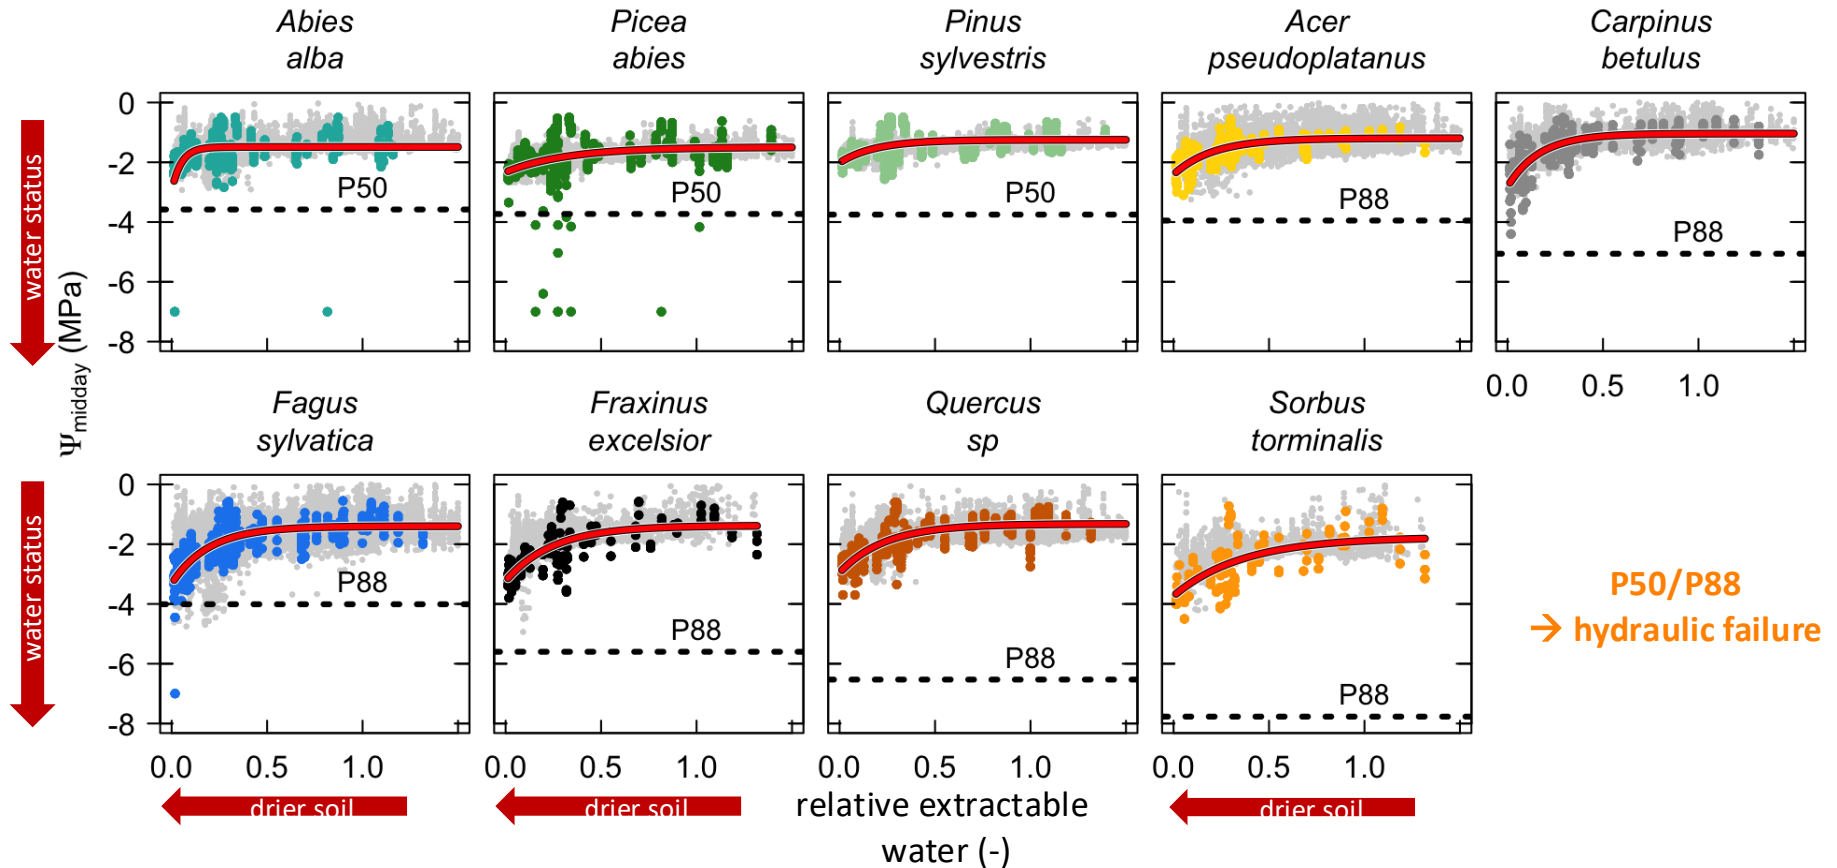 Abies
alba
Picea
abies
Pinus
sylvestris
Acer
pseudoplatanus
Carpinus
betulus
water status
Ψmidday (MPa)
0
-2
-4
-6
-8
P50
P50
P50
P88
P88
0.0 0.5 1.0
Fagus
sylvatica
Fraxinus
excelsior
Quercus
sp
Sorbus
torminalis
water status
0
-2
-4
-6
-8
P88
P88
P88
P88
P50/P88
→ hydraulic failure
0.0 0.5 1.0
0.0 0.5 1.0
0.0 0.5 1.0
0.0 0.5 1.0
drier soil
drier soil
relative extractable
water (-)
drier soil